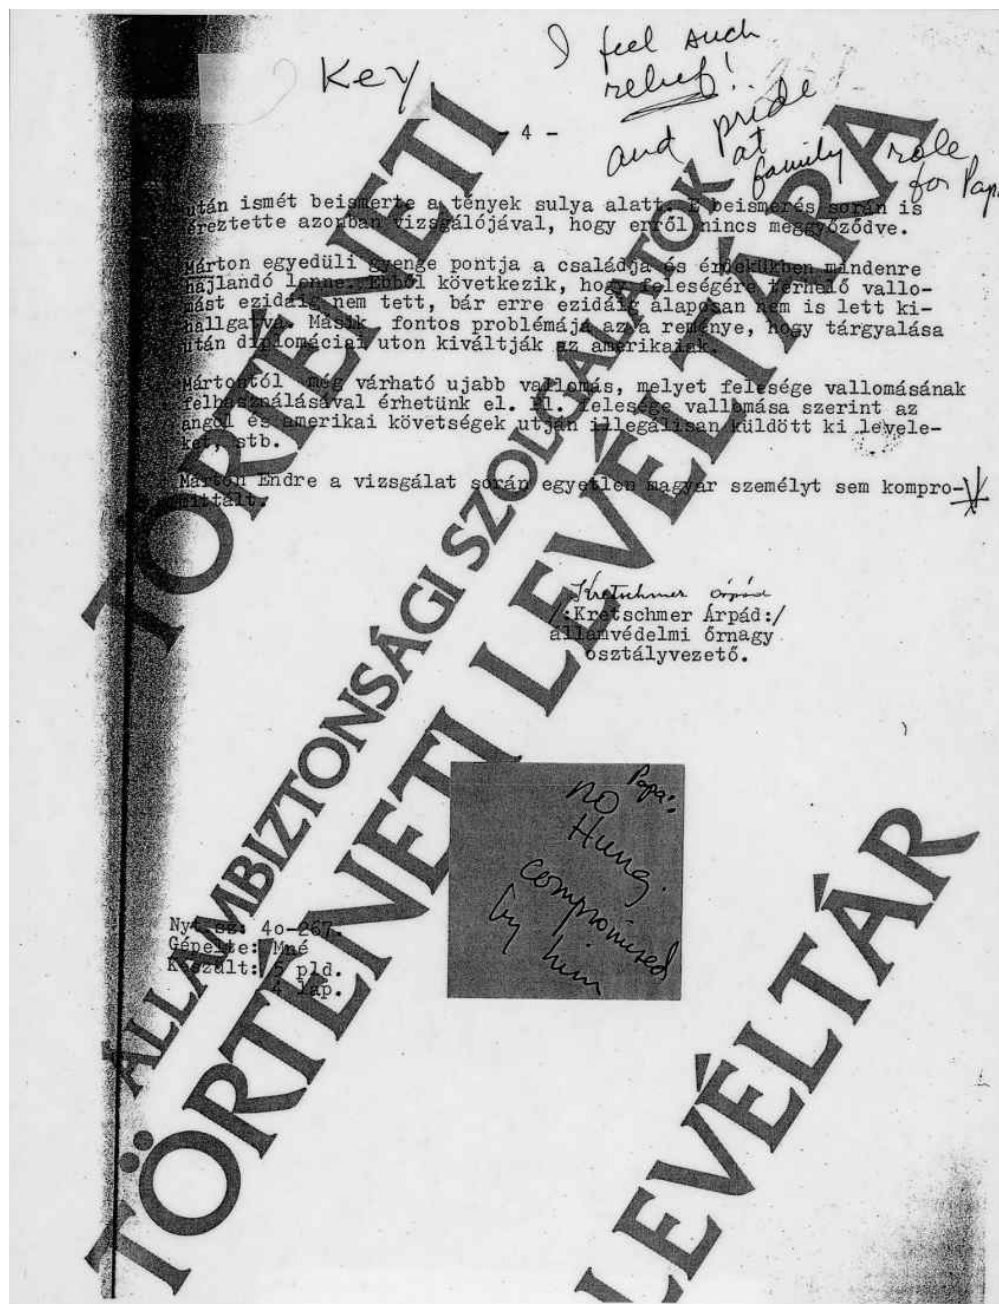 Key
I feel such
relief!..
and pride
at
family role
for Papa
- 4 -
után ismét beismerte a tények sulya alatt. E beismerés során is
éreztette azonban vizsgálójával, hogy erről nincs meggyőződve.
Márton egyedüli gyenge pontja a családja és érdekükben mindenre
hajlandó lenne. Ebből következik, hogy feleségére terhelő vallo-
mást ezidáig nem tett, bár erre ezidáig alaposan nem is lett ki-
hallgatva. Másik fontos problémája az a reménye, hogy tárgyalása
után diplomáciai uton kiváltják az amerikaiak.
Mártontól még várható ujabb vallomás, melyet felesége vallomásának
felhasználásával érhetünk el. Pl. felesége vallomása szerint az
angol és amerikai követségek utján illegálisan küldött ki levele-
ket, stb.
Márton Endre a vizsgálat során egyetlen magyar személyt sem kompro-
mittált.
Kretschmer Árpád
/:Kretschmer Árpád:/
államvédelmi őrnagy
osztályvezető.
Papa:
no
Hung.
compromised
by him
Nyt.sz: 4o-267.
Gépelte: Mné
Készült: 5 pld.
4 lap.
TÖRTÉNETI
ÁLLAMBIZTONSÁGI SZOLGÁLATOK
TÖRTÉNETI LEVÉLTÁRA
LEVÉLTÁR